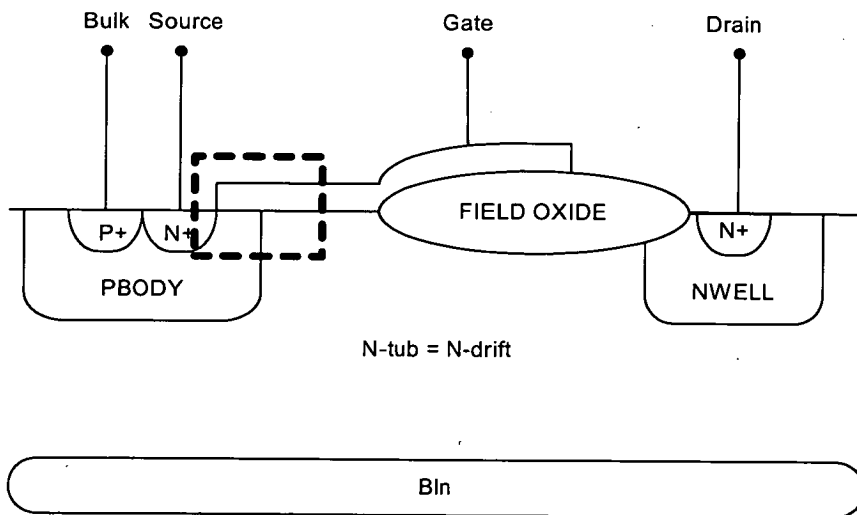 Bulk Source Gate Drain
FIELD OXIDE
P+ N+ N+
PBODY NWELL
N-tub = N-drift
Bln